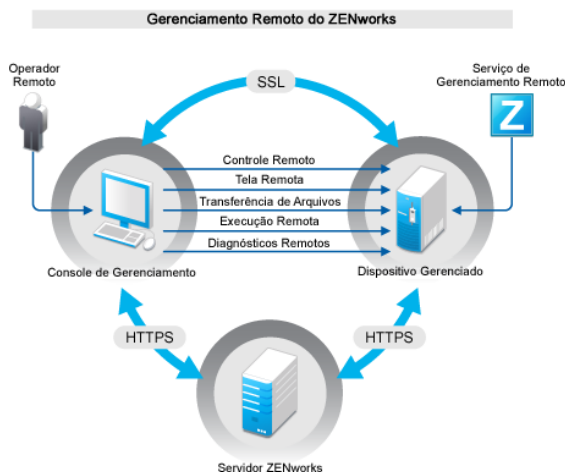 Gerenciamento Remoto do ZENworks
Operador
Remoto
SSL
Serviço de
Gerenciamento Remoto
Z
Controle Remoto
Tela Remota
Transferência de Arquivos
Execução Remota
Diagnósticos Remotos
Console de Gerenciamento
Dispositivo Gerenciado
HTTPS
HTTPS
Servidor ZENworks